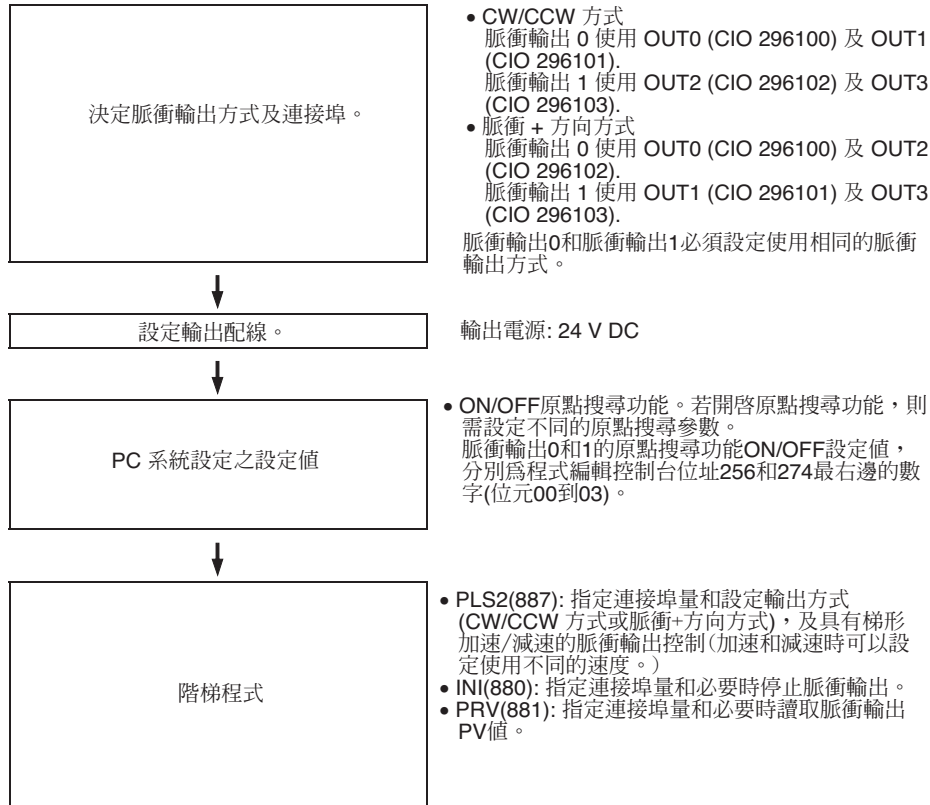 決定脈衝輸出方式及連接埠。
• CW/CCW 方式
脈衝輸出 0 使用 OUT0 (CIO 296100) 及 OUT1
(CIO 296101).
脈衝輸出 1 使用 OUT2 (CIO 296102) 及 OUT3
(CIO 296103).
• 脈衝 + 方向方式
脈衝輸出 0 使用 OUT0 (CIO 296100) 及 OUT2
(CIO 296102).
脈衝輸出 1 使用 OUT1 (CIO 296101) 及 OUT3
(CIO 296103).
脈衝輸出0和脈衝輸出1必須設定使用相同的脈衝
輸出方式。
設定輸出配線。
輸出電源: 24 V DC
PC 系統設定之設定值
• ON/OFF原點搜尋功能。若開啓原點搜尋功能，則
需設定不同的原點搜尋參數。
脈衝輸出0和1的原點搜尋功能ON/OFF設定値，
分別爲程式編輯控制台位址256和274最右邊的數
字(位元00到03)。
階梯程式
• PLS2(887): 指定連接埠量和設定輸出方式
(CW/CCW 方式或脈衝+方向方式)，及具有梯形
加速/減速的脈衝輸出控制(加速和減速時可以設
定使用不同的速度。)
• INI(880): 指定連接埠量和必要時停止脈衝輸出。
• PRV(881): 指定連接埠量和必要時讀取脈衝輸出
PV値。